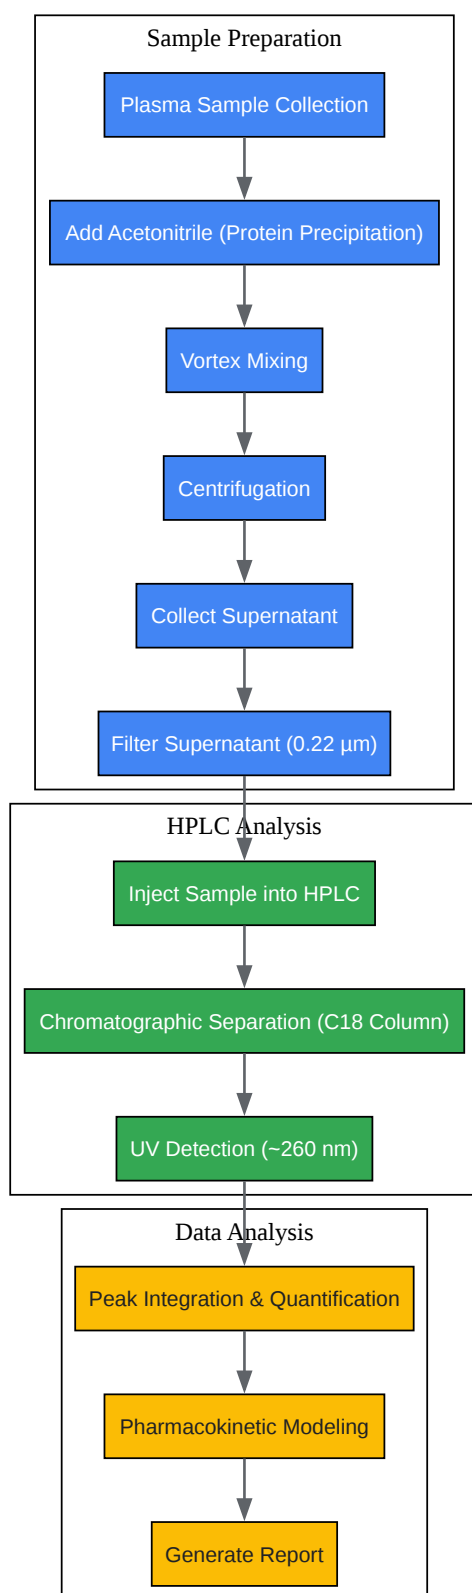 Sample Preparation
Plasma Sample Collection
Add Acetonitrile (Protein Precipitation)
Vortex Mixing
Centrifugation
Collect Supernatant
Filter Supernatant (0.22 µm)
HPLC Analysis
Inject Sample into HPLC
Chromatographic Separation (C18 Column)
UV Detection (~260 nm)
Data Analysis
Peak Integration & Quantification
Pharmacokinetic Modeling
Generate Report